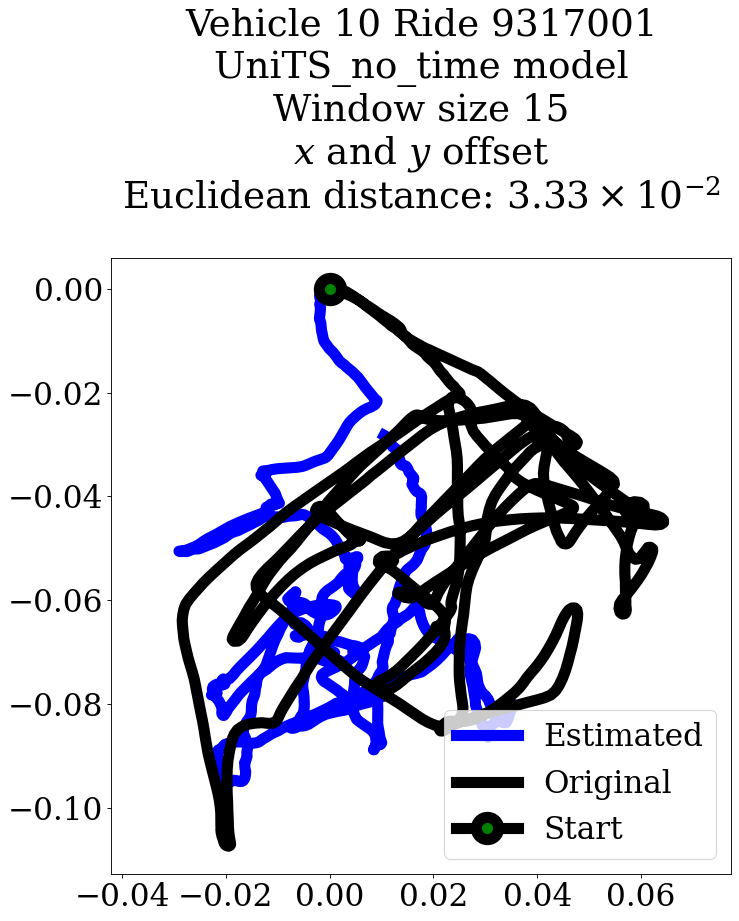 Vehicle 10 Ride 9317001
UniTS_no_time model
Window size 15
x and y offset
Euclidean distance: 3.33 × 10⁻²
0.00
−0.02
−0.04
−0.06
−0.08
−0.10
Estimated
Original
Start
−0.04 −0.02 0.00 0.02 0.04 0.06